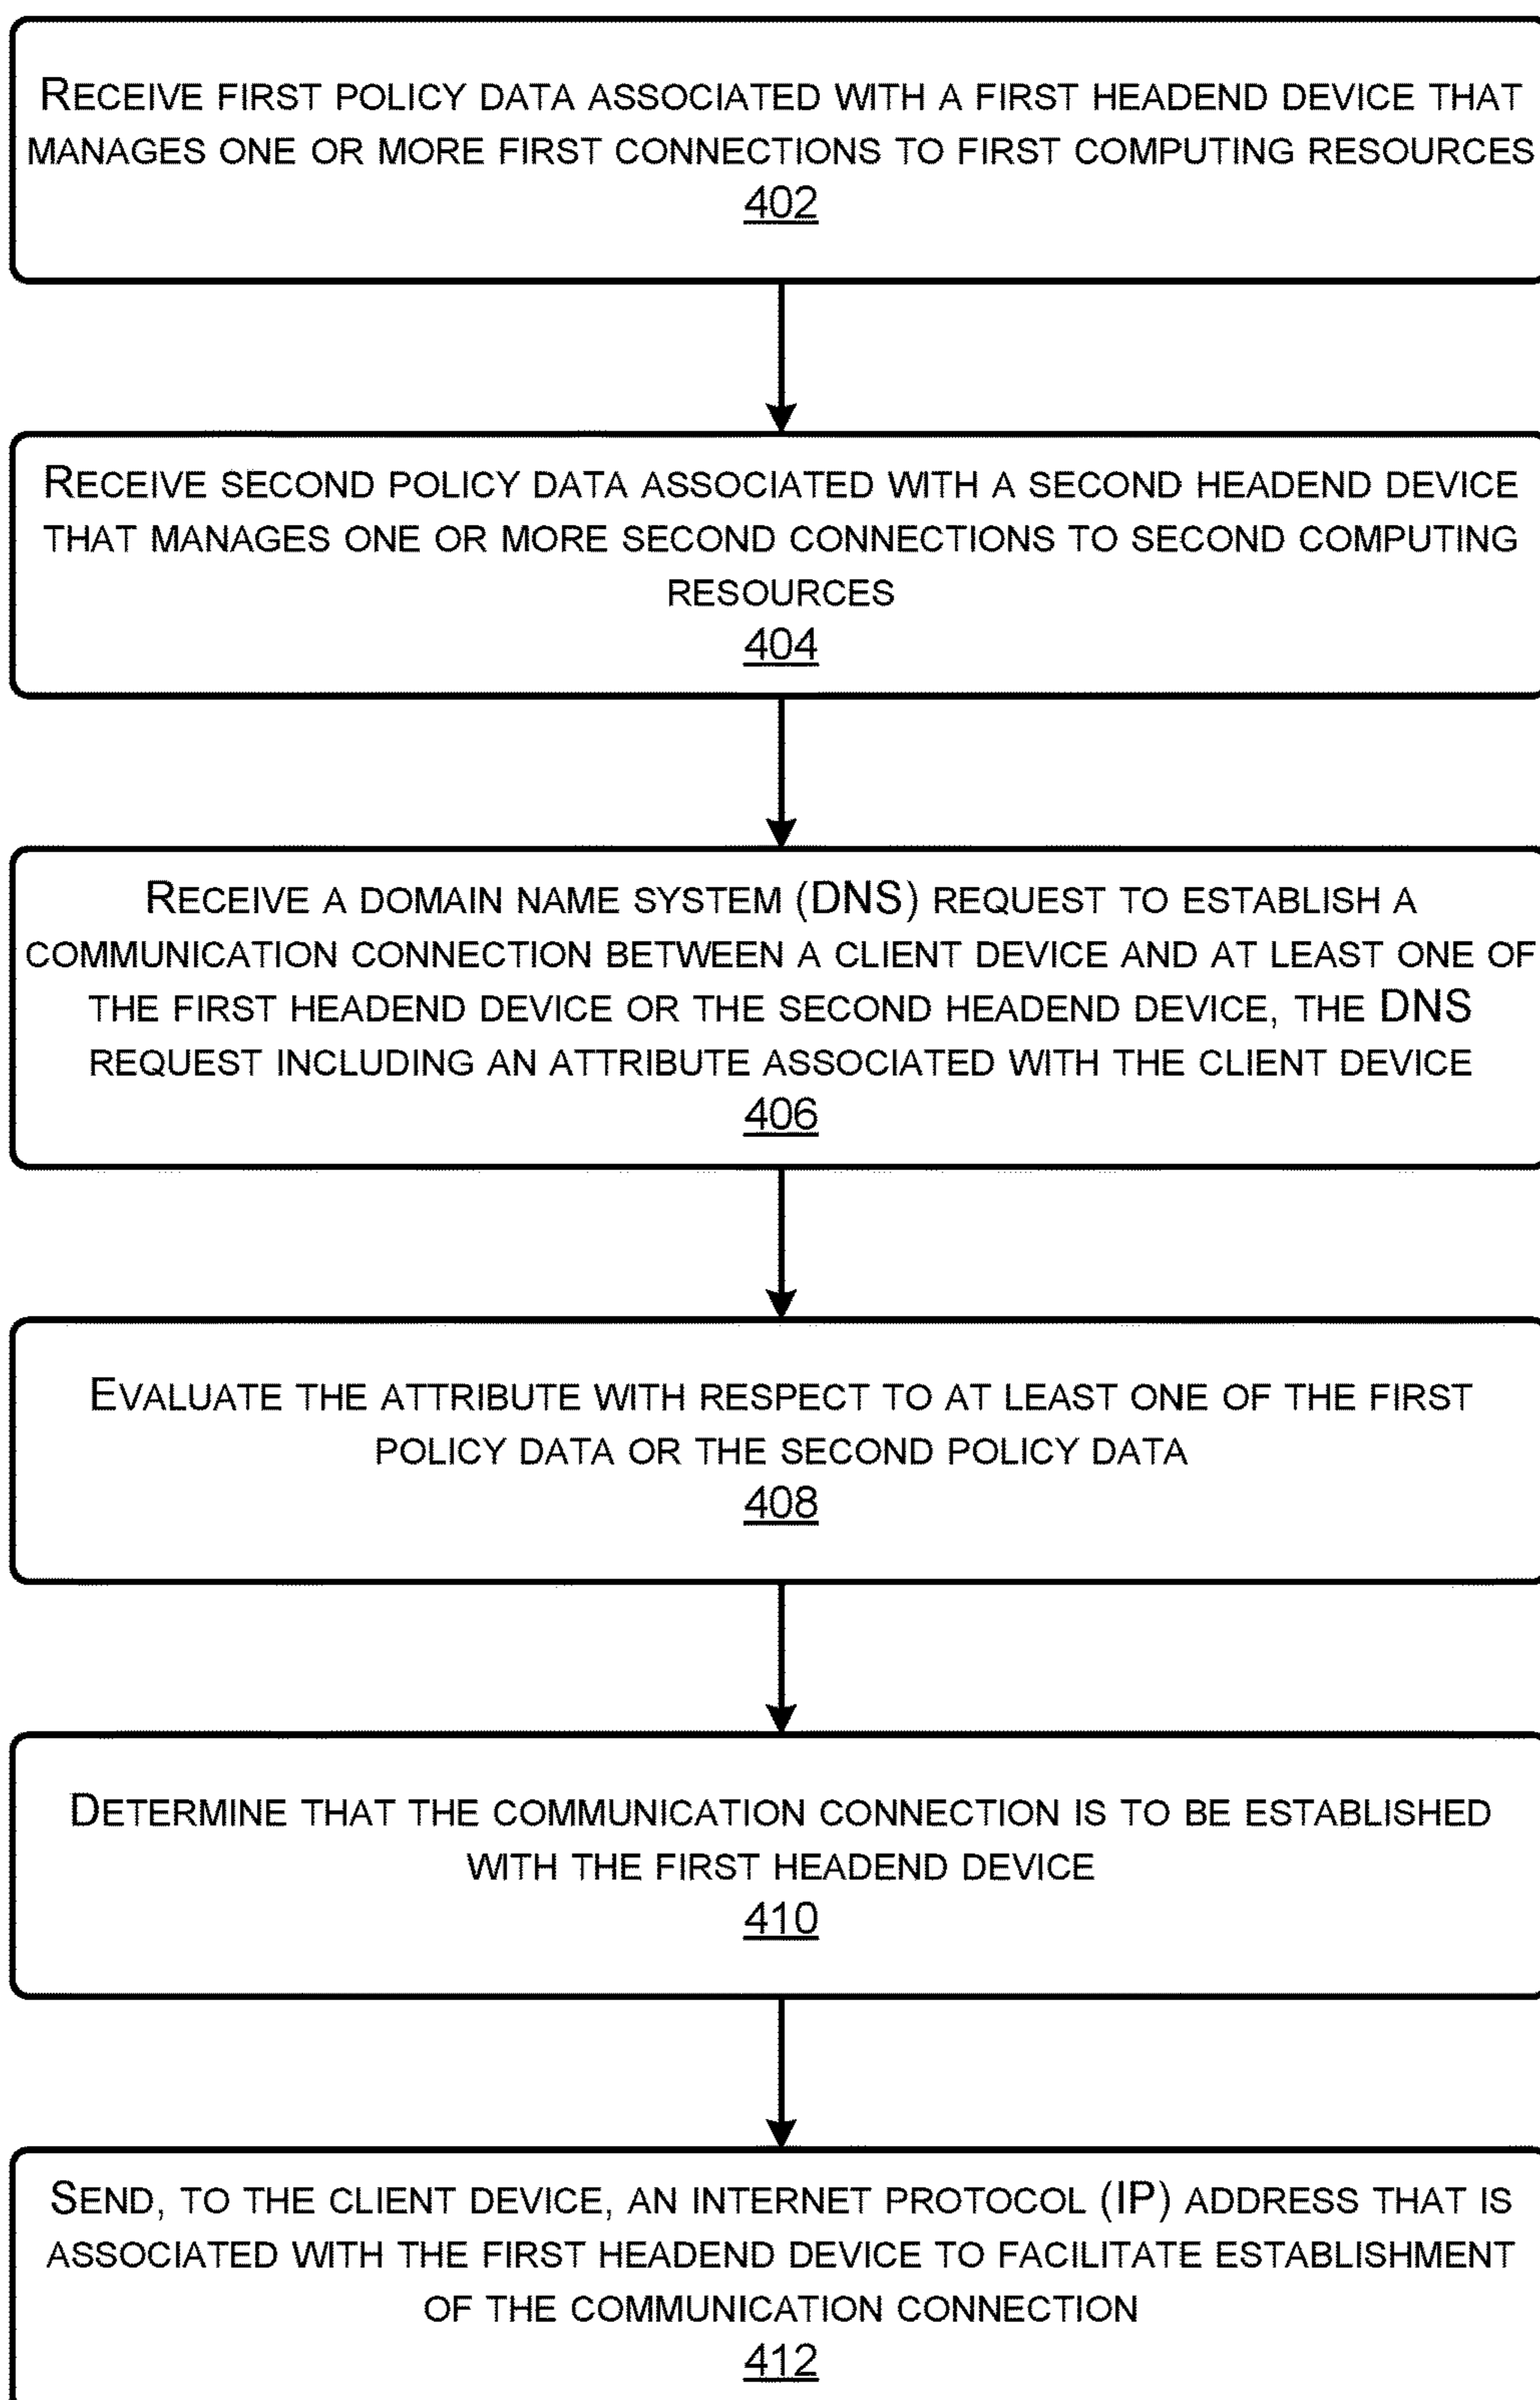 RECEIVE FIRST POLICY DATA ASSOCIATED WITH A FIRST HEADEND DEVICE THAT
MANAGES ONE OR MORE FIRST CONNECTIONS TO FIRST COMPUTING RESOURCES
402
RECEIVE SECOND POLICY DATA ASSOCIATED WITH A SECOND HEADEND DEVICE
THAT MANAGES ONE OR MORE SECOND CONNECTIONS TO SECOND COMPUTING
RESOURCES
404
RECEIVE A DOMAIN NAME SYSTEM (DNS) REQUEST TO ESTABLISH A
COMMUNICATION CONNECTION BETWEEN A CLIENT DEVICE AND AT LEAST ONE OF
THE FIRST HEADEND DEVICE OR THE SECOND HEADEND DEVICE, THE DNS
REQUEST INCLUDING AN ATTRIBUTE ASSOCIATED WITH THE CLIENT DEVICE
406
EVALUATE THE ATTRIBUTE WITH RESPECT TO AT LEAST ONE OF THE FIRST
POLICY DATA OR THE SECOND POLICY DATA
408
DETERMINE THAT THE COMMUNICATION CONNECTION IS TO BE ESTABLISHED
WITH THE FIRST HEADEND DEVICE
410
SEND, TO THE CLIENT DEVICE, AN INTERNET PROTOCOL (IP) ADDRESS THAT IS
ASSOCIATED WITH THE FIRST HEADEND DEVICE TO FACILITATE ESTABLISHMENT
OF THE COMMUNICATION CONNECTION
412